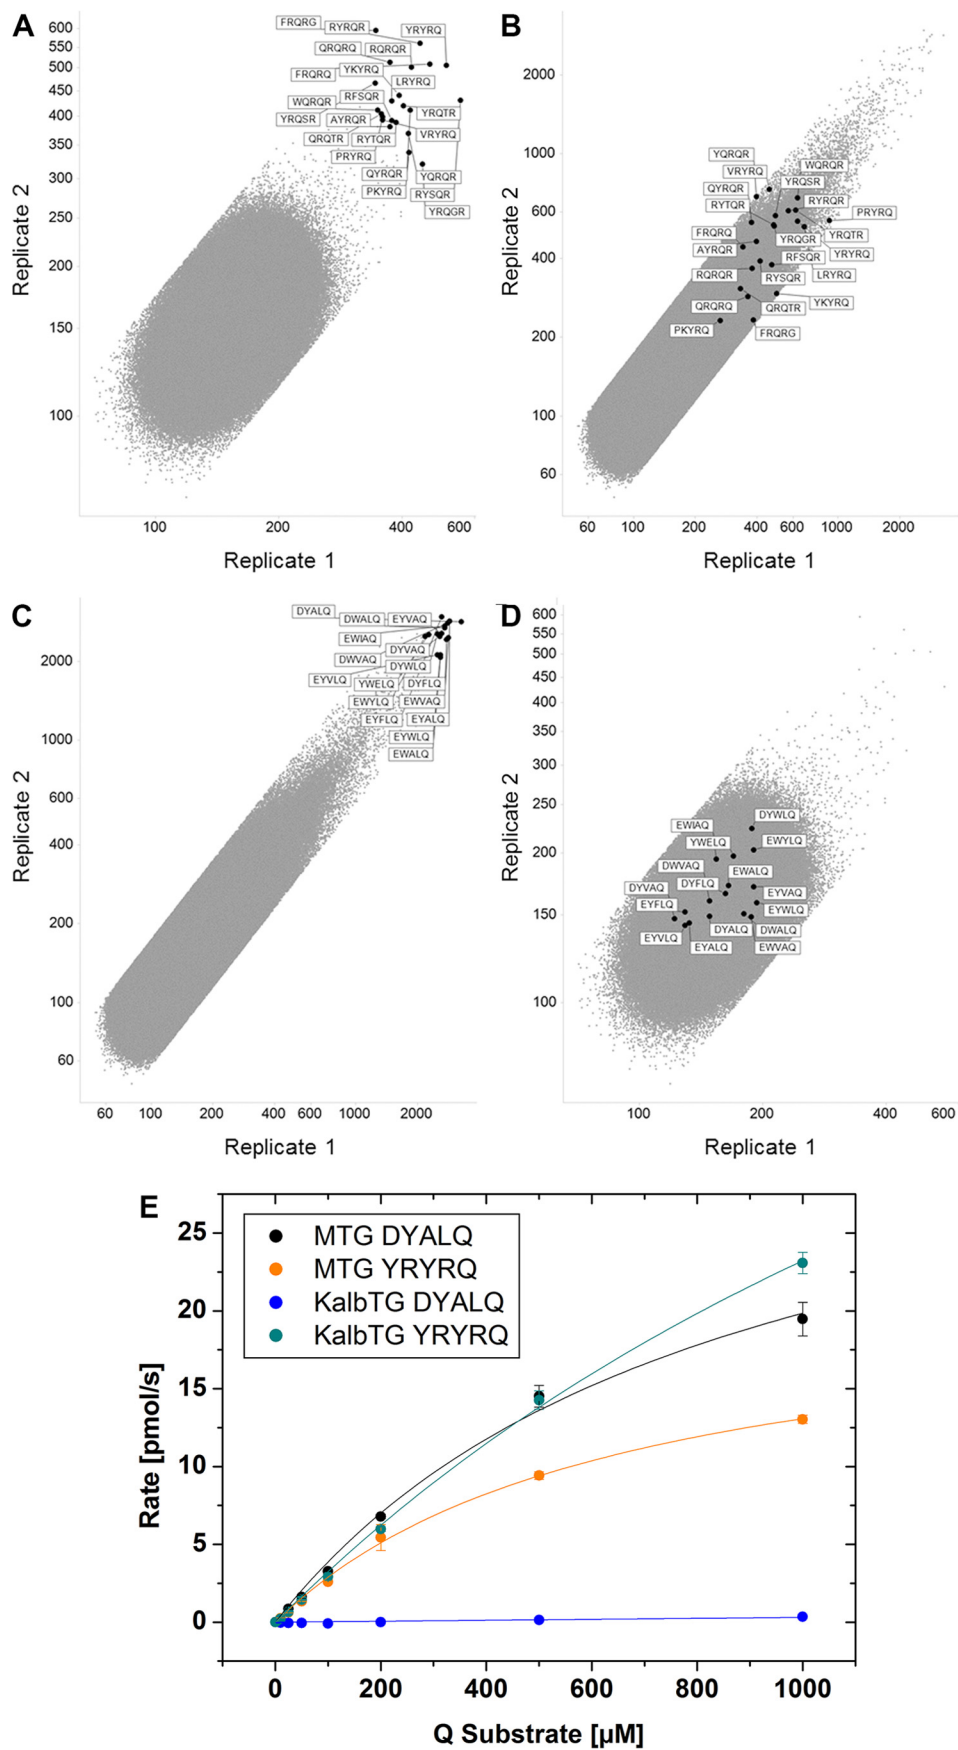 A
600
550
500
450
400
350
300
250
200
150
100
Replicate 2
FRQRG
RYRQR
YRYRQ
QRQRQ
RQRQR
FRQRQ
YKYRQ
LRYRQ
WQRQR
RFSQR
YRQTR
YRQSR
AYRQR
QRQTR
RYTQR
VRYRQ
PRYRQ
QYRQR
YQRQR
PKYRQ
RYSQR
YRQGR
100
200
400
600
Replicate 1
B
2000
1000
600
400
200
100
60
Replicate 2
YQRQR
WQRQR
VRYRQ
YRQSR
QYRQR
RYRQR
RYTQR
PRYRQ
FRQRQ
YRQGR
YRQTR
AYRQR
RFSQR
YRYRQ
RQRQR
RYSQR
LRYRQ
QRQRQ
QRQTR
YKYRQ
PKYRQ
FRQRG
60
100
200
400
600
1000
2000
Replicate 1
C
2000
1000
600
400
200
100
60
Replicate 2
DYALQ
DWALQ
EYVAQ
EWIAQ
DYVAQ
DWVAQ
DYWLQ
EYVLQ
YWELQ
DYFLQ
EWYLQ
EWVAQ
EYFLQ
EYALQ
EYWLQ
EWALQ
60
100
200
400
600
1000
2000
Replicate 1
D
600
550
500
450
400
350
300
250
200
150
100
Replicate 2
DYWLQ
EWIAQ
YWELQ
EWYLQ
DWVAQ
EWALQ
DYVAQ
DYFLQ
EYVAQ
EYFLQ
EYWLQ
DYALQ
DWALQ
EYVLQ
EYALQ
EWVAQ
100
200
400
600
Replicate 1
E
MTG DYALQ
MTG YRYRQ
KalbTG DYALQ
KalbTG YRYRQ
25
20
15
10
5
0
Rate [pmol/s]
0
200
400
600
800
1000
Q Substrate [µM]